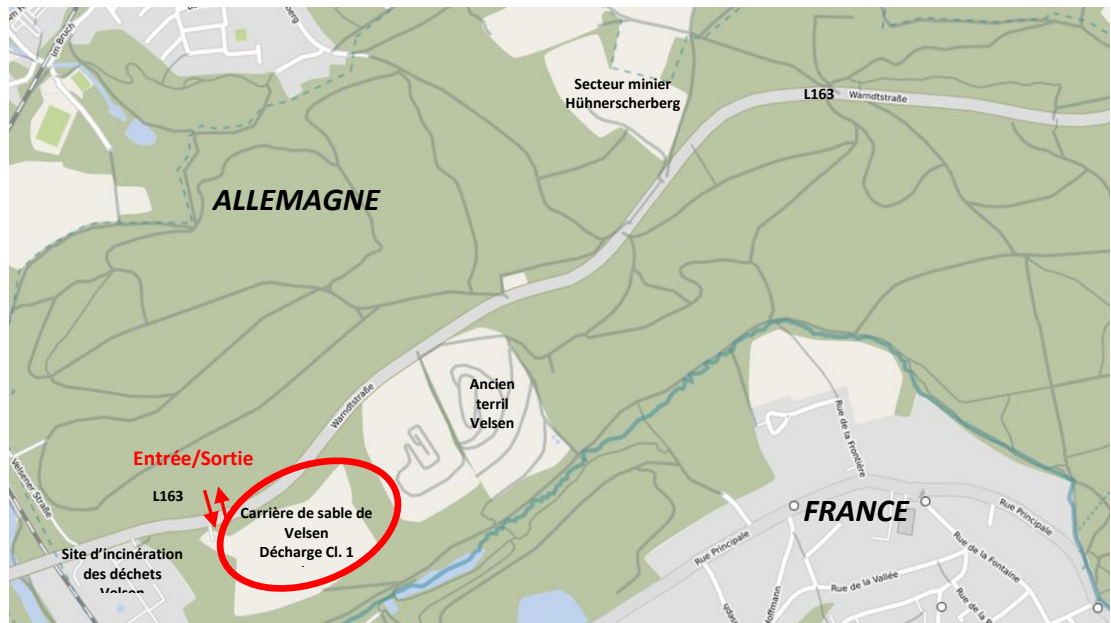 Im Bruch
Secteur minier
Hühnerscherberg
L163
Warndtstraße
ALLEMAGNE
Ancien
terril
Velsen
Warndtstraße
Rue de la Frontière
Entrée/Sortie
L163
Velsener Straße
Carrière de sable de
Velsen
Décharge Cl. 1
FRANCE
Site d'incinération
des déchets
Velsen
Rue Principale
Rue Principale
Rue de la Fontaine
Rue de la Vallée
Hoffmann